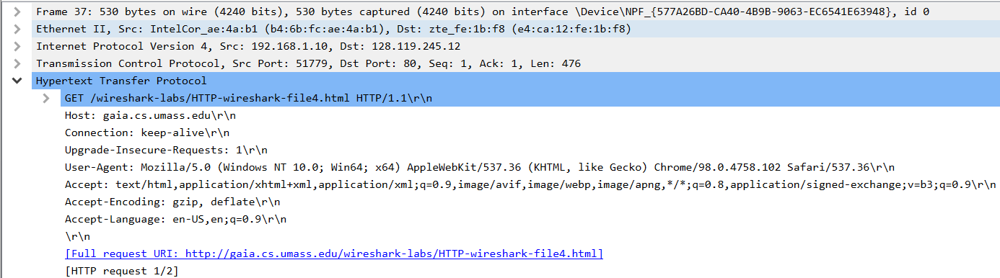 Frame 37: 530 bytes on wire (4240 bits), 530 bytes captured (4240 bits) on interface \Device\NPF_{577A26BD-CA40-4B9B-9063-EC6541E63948}, id 0
Ethernet II, Src: IntelCor_ae:4a:b1 (b4:6b:fc:ae:4a:b1), Dst: zte_fe:1b:f8 (e4:ca:12:fe:1b:f8)
Internet Protocol Version 4, Src: 192.168.1.10, Dst: 128.119.245.12
Transmission Control Protocol, Src Port: 51779, Dst Port: 80, Seq: 1, Ack: 1, Len: 476
Hypertext Transfer Protocol
GET /wireshark-labs/HTTP-wireshark-file4.html HTTP/1.1\r\n
Host: gaia.cs.umass.edu\r\n
Connection: keep-alive\r\n
Upgrade-Insecure-Requests: 1\r\n
User-Agent: Mozilla/5.0 (Windows NT 10.0; Win64; x64) AppleWebKit/537.36 (KHTML, like Gecko) Chrome/98.0.4758.102 Safari/537.36\r\n
Accept: text/html,application/xhtml+xml,application/xml;q=0.9,image/avif,image/webp,image/apng,*/*;q=0.8,application/signed-exchange;v=b3;q=0.9\r\n
Accept-Encoding: gzip, deflate\r\n
Accept-Language: en-US,en;q=0.9\r\n
\r\n
[Full request URI: http://gaia.cs.umass.edu/wireshark-labs/HTTP-wireshark-file4.html]
[HTTP request 1/2]